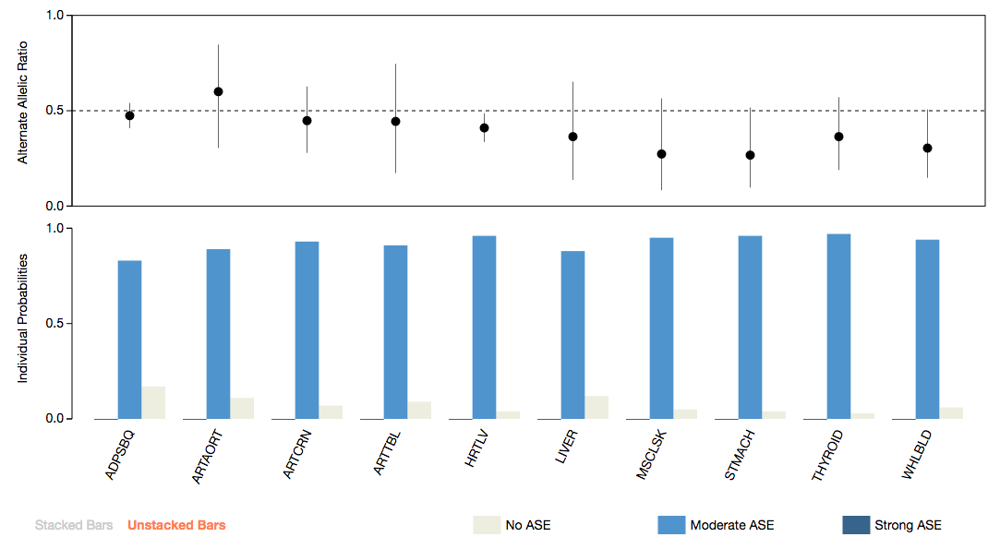 Alternate Allelic Ratio
1.0
0.5
0.0
Individual Probabilities
1.0
0.5
0.0
ADPSBQ
ARTAORT
ARTCRN
ARTTBL
HRTLV
LIVER
MSCLSK
STMACH
THYROID
WHLBLD
Stacked Bars Unstacked Bars No ASE Moderate ASE Strong ASE